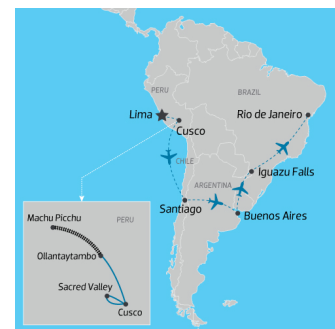 PERU
BRAZIL
Lima
Rio de Janeiro
Cusco
CHILE
Iguazu Falls
ARGENTINA
Santiago
Buenos Aires
Machu Picchu
PERU
Ollantaytambo
Sacred Valley
Cusco